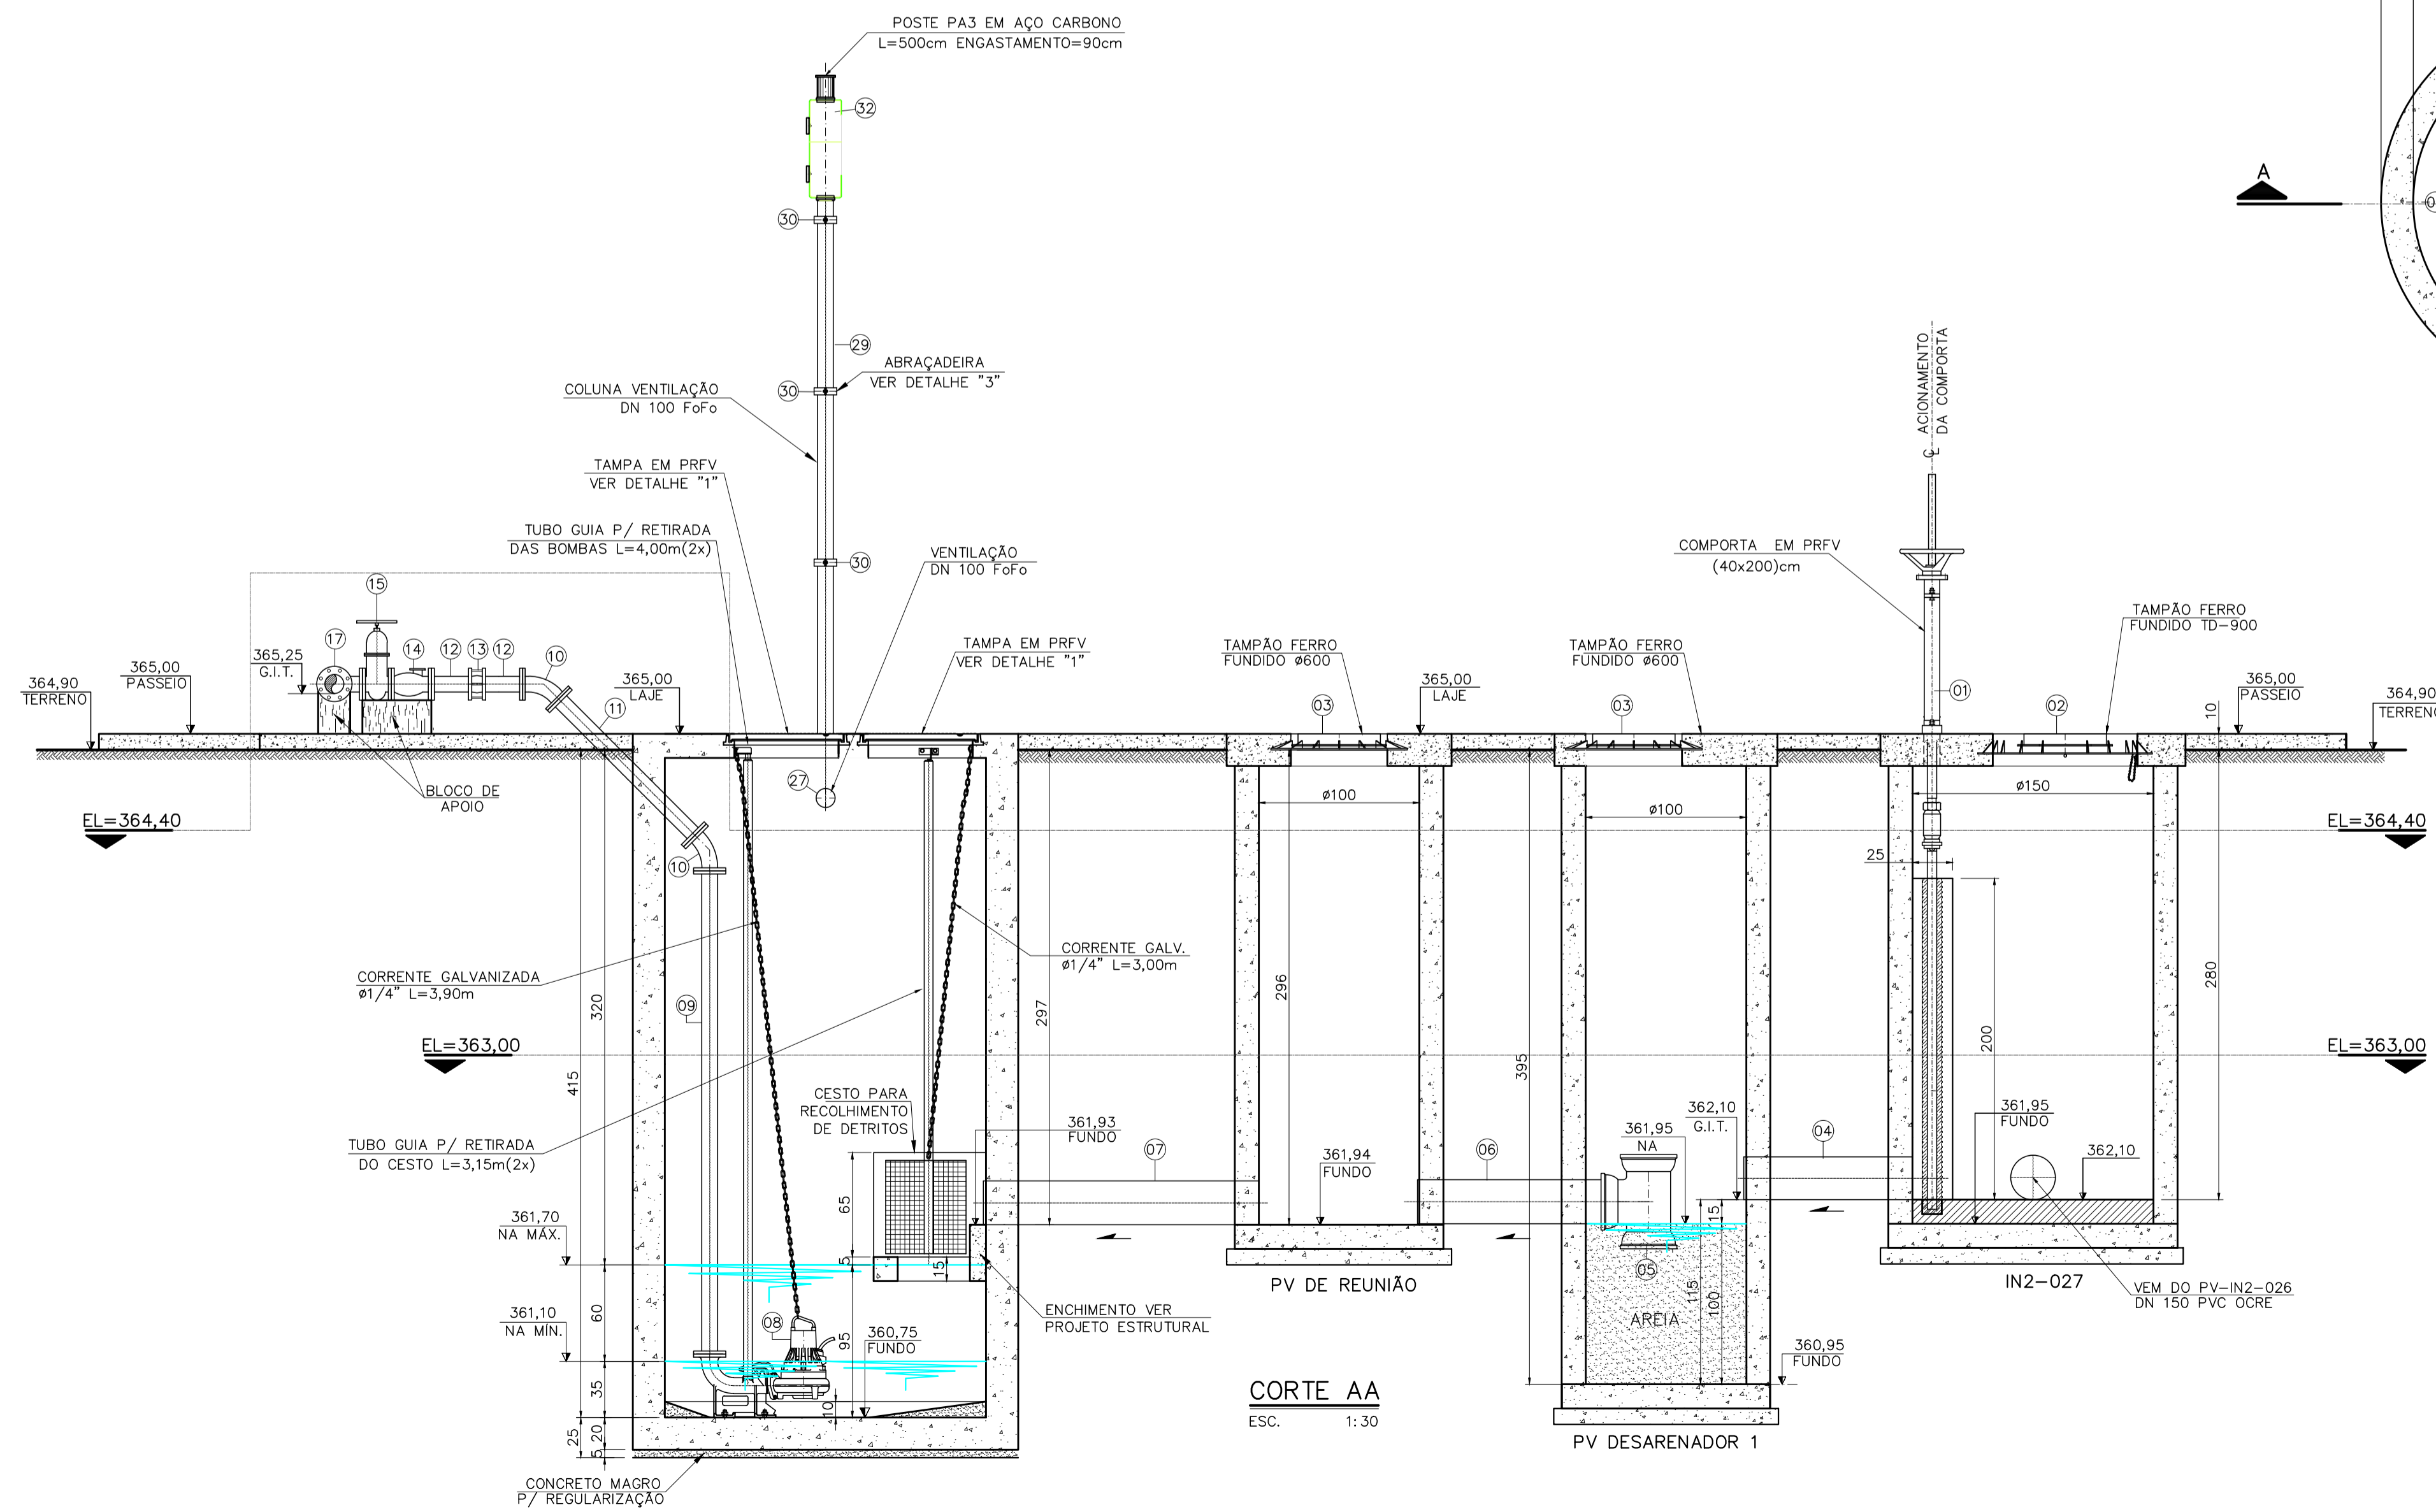 POSTE PA3 EM AÇO CARBONO
L=500cm ENGASTAMENTO=90cm
32
A
30
29
ABRAÇADEIRA
VER DETALHE "3"
30
COLUNA VENTILAÇÃO
DN 100 FoFo
ACIONAMENTO
DA COMPORTA
CL
TAMPA EM PRFV
VER DETALHE "1"
TUBO GUIA P/ RETIRADA
DAS BOMBAS L=4,00m(2x)
30
VENTILAÇÃO
DN 100 FoFo
COMPORTA EM PRFV
(40x200)cm
15
17
14
12
13
12
10
TAMPA EM PRFV
VER DETALHE "1"
TAMPÃO FERRO
FUNDIDO ø600
TAMPÃO FERRO
FUNDIDO ø600
TAMPÃO FERRO
FUNDIDO TD-900
364,90
TERRENO
365,00
PASSEIO
365,25
G.I.T.
365,00
LAJE
11
03
365,00
LAJE
03
01
02
10
365,00
PASSEIO
364,90
TERRENO
BLOCO DE
APOIO
27
ø100
ø100
ø150
EL=364,40
EL=364,40
10
25
CORRENTE GALVANIZADA
ø1/4" L=3,90m
CORRENTE GALV.
ø1/4" L=3,00m
09
320
297
296
280
200
EL=363,00
EL=363,00
415
395
CESTO PARA
RECOLHIMENTO
DE DETRITOS
361,93
FUNDO
TUBO GUIA P/ RETIRADA
DO CESTO L=3,15m(2x)
07
361,94
FUNDO
06
361,95
NA
362,10
G.I.T.
04
361,95
FUNDO
362,10
65
15
361,70
NA MÁX.
5
15
05
PV DE REUNIÃO
IN2-027
VEM DO PV-IN2-026
DN 150 PVC OCRE
ENCHIMENTO VER
PROJETO ESTRUTURAL
115
100
AREIA
361,10
NA MÍN.
60
08
95
360,75
FUNDO
360,95
FUNDO
35
10
CORTE AA
ESC. 1:30
25
20
5
PV DESARENADOR 1
CONCRETO MAGRO
P/ REGULARIZAÇÃO